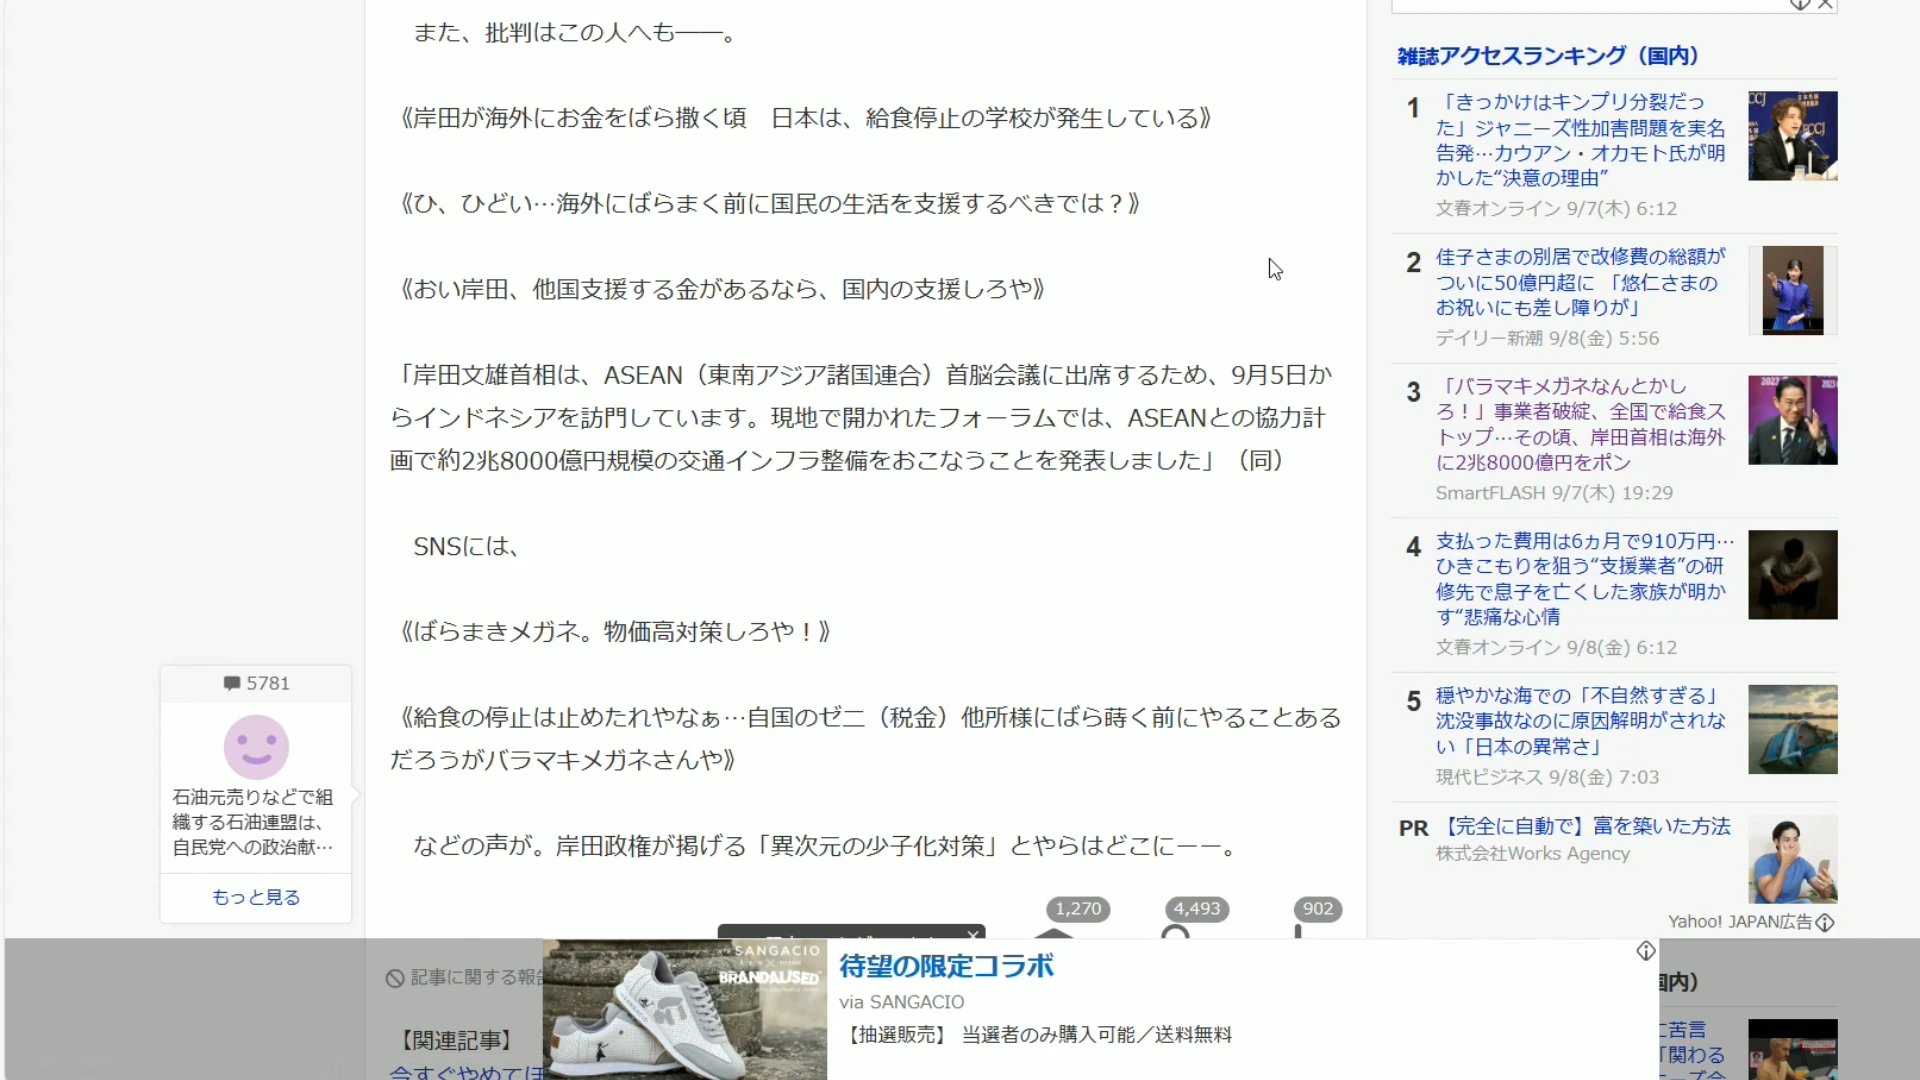 また、批判はこの人へも――。
《岸田が海外にお金をばら撒く頃　日本は、給食停止の学校が発生している》
《ひ、ひどい…海外にばらまく前に国民の生活を支援するべきでは？》
《おい岸田、他国支援する金があるなら、国内の支援しろや》
「岸田文雄首相は、ASEAN（東南アジア諸国連合）首脳会議に出席するため、9月5日か
らインドネシアを訪問しています。現地で開かれたフォーラムでは、ASEANとの協力計
画で約2兆8000億円規模の交通インフラ整備をおこなうことを発表しました」（同）
SNSには、
《ばらまきメガネ。物価高対策しろや！》
《給食の停止は止めたれやなぁ…自国のゼニ（税金）他所様にばら蒔く前にやることある
だろうがバラマキメガネさんや》
などの声が。岸田政権が掲げる「異次元の少子化対策」とやらはどこにーー。
1,270
4,493
902
5781
石油元売りなどで組
織する石油連盟は、
自民党への政治献…
もっと見る
記事に関する報告
【関連記事】
今すぐやめてほ
雑誌アクセスランキング（国内）
1
「きっかけはキンプリ分裂だっ
た」ジャニーズ性加害問題を実名
告発…カウアン・オカモト氏が明
かした“決意の理由”
文春オンライン 9/7(木) 6:12
2
佳子さまの別居で改修費の総額が
ついに50億円超に 「悠仁さまの
お祝いにも差し障りが」
デイリー新潮 9/8(金) 5:56
3
「バラマキメガネなんとかし
ろ！」事業者破綻、全国で給食ス
トップ…その頃、岸田首相は海外
に2兆8000億円をポン
SmartFLASH 9/7(木) 19:29
4
支払った費用は6ヵ月で910万円…
ひきこもりを狙う“支援業者”の研
修先で息子を亡くした家族が明か
す“悲痛な心情
文春オンライン 9/8(金) 6:12
5
穏やかな海での「不自然すぎる」
沈没事故なのに原因解明がされな
い「日本の異常さ」
現代ビジネス 9/8(金) 7:03
PR 【完全に自動で】富を築いた方法
株式会社Works Agency
Yahoo! JAPAN広告
SANGACIO
BRANDALISED
待望の限定コラボ
via SANGACIO
【抽選販売】 当選者のみ購入可能／送料無料
国内）
に苦言
「関わる